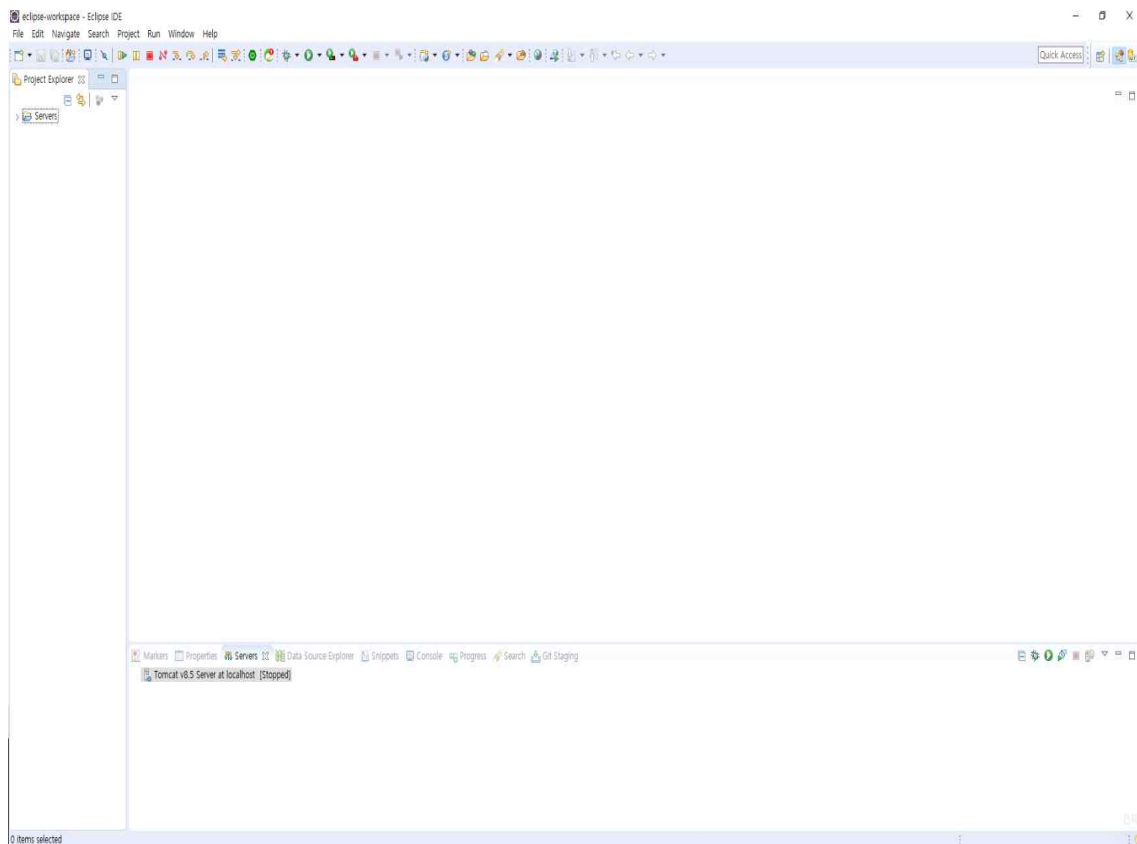 eclipse-workspace - Eclipse IDE
File Edit Navigate Search Project Run Window Help
Quick Access
Project Explorer
Servers
Markers Properties Servers Data Source Explorer Snippets Console Progress Search Git Staging
Tomcat v8.5 Server at localhost [Stopped]
0 items selected